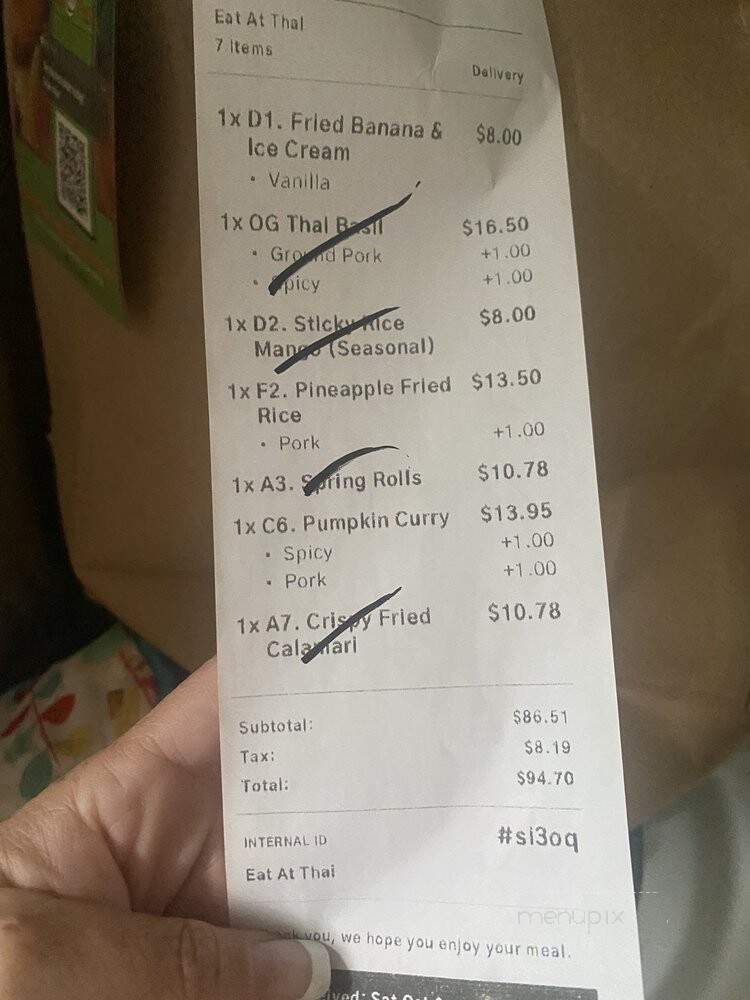 Eat At Thai
7 items
Delivery
1x D1. Fried Banana & $8.00
Ice Cream
• Vanilla
1x OG Thai Basil $16.50
• Ground Pork +1.00
• Spicy +1.00
1x D2. Sticky Rice $8.00
Mango (Seasonal)
1x F2. Pineapple Fried $13.50
Rice
• Pork +1.00
1x A3. Spring Rolls $10.78
1x C6. Pumpkin Curry $13.95
• Spicy +1.00
• Pork +1.00
1x A7. Crispy Fried $10.78
Calamari
Subtotal: $86.51
Tax: $8.19
Total: $94.70
INTERNAL ID #si3oq
Eat At Thai
you, we hope you enjoy your meal.
Sat
menupix